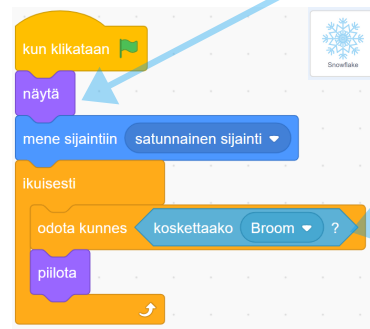 kun klikataan
Snowflake
näytä
mene sijaintiin satunnainen sijainti
ikuisesti
odota kunnes koskettaako Broom ?
piilota